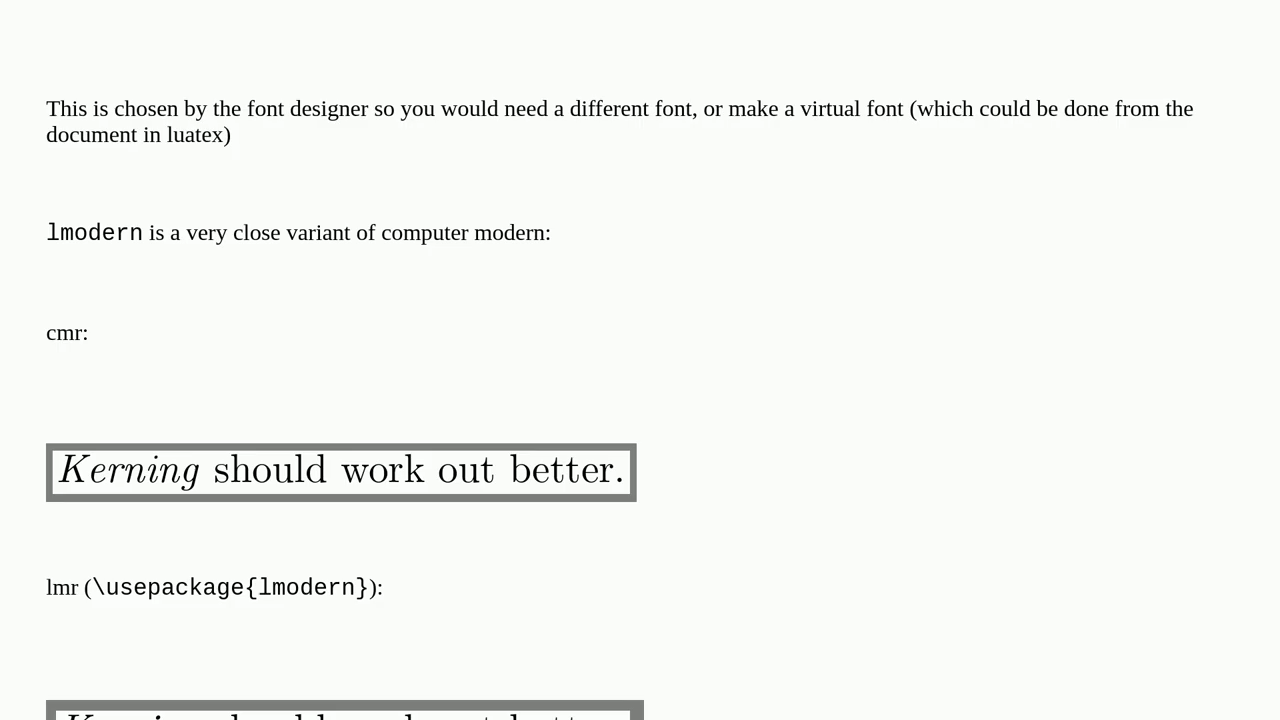 This is chosen by the font designer so you would need a different font, or make a virtual font (which could be done from the
document in luatex)
lmodern is a very close variant of computer modern:
cmr:
Kerning should work out better.
lmr (\usepackage{lmodern}):